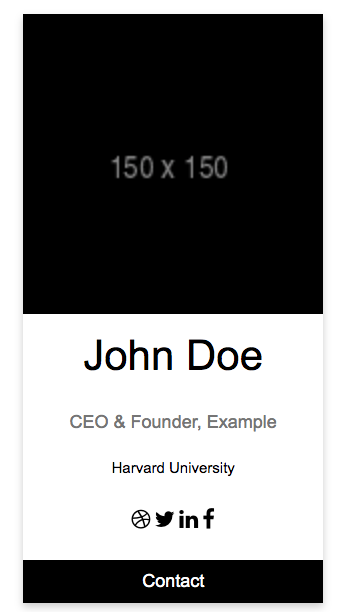 150 x 150
John Doe
CEO & Founder, Example
Harvard University
Contact